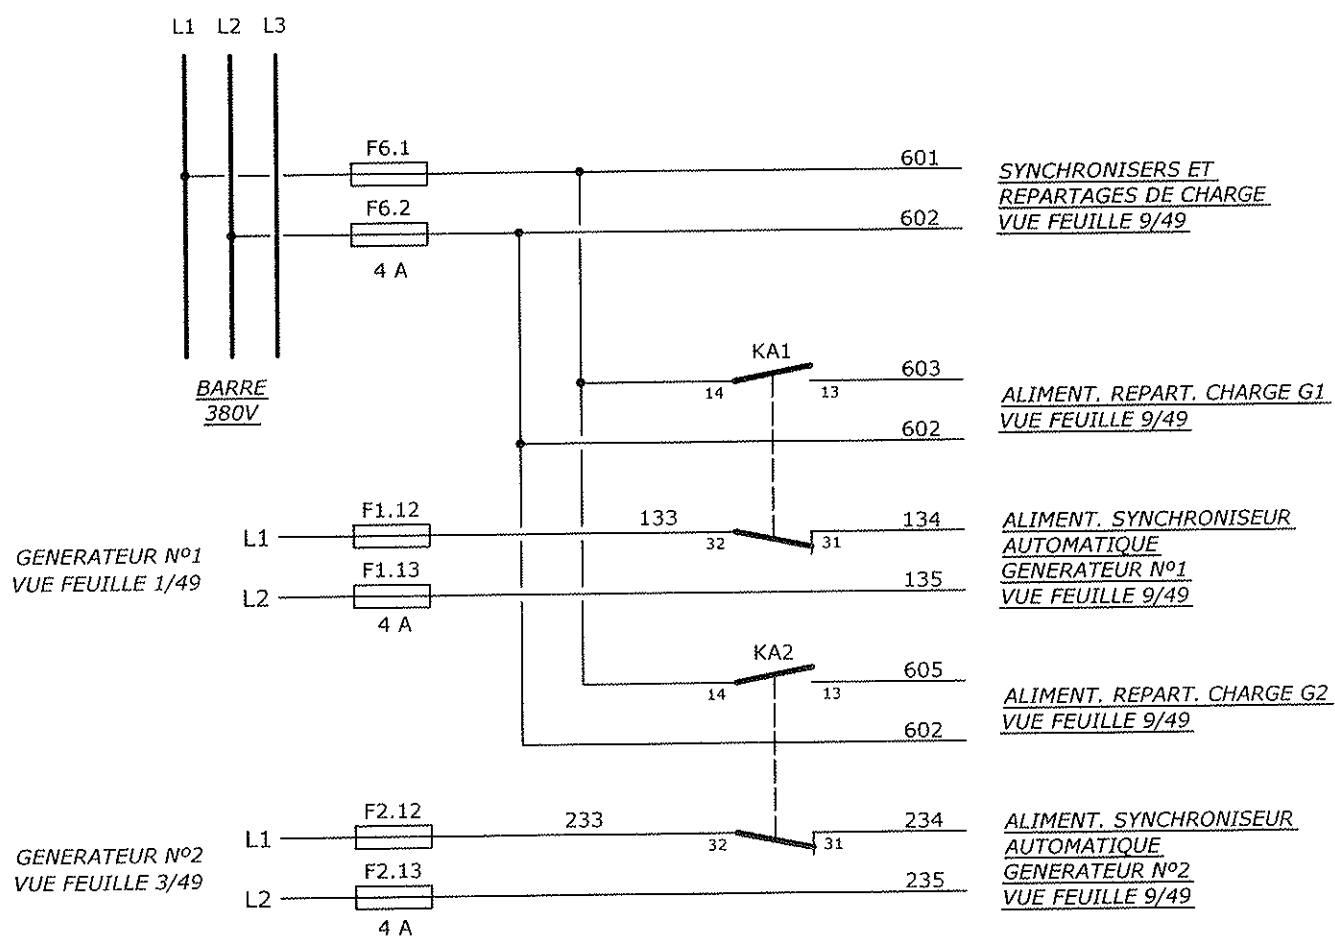 L1 L2 L3
F6.1
601
SYNCHRONISERS ET
REPARTAGES DE CHARGE
VUE FEUILLE 9/49
F6.2
602
4 A
BARRE
380V
KA1
14
13
603
ALIMENT. REPART. CHARGE G1
VUE FEUILLE 9/49
602
GENERATEUR Nº1
VUE FEUILLE 1/49
L1
F1.12
133
32
31
134
ALIMENT. SYNCHRONISEUR
AUTOMATIQUE
GENERATEUR Nº1
VUE FEUILLE 9/49
L2
F1.13
135
4 A
KA2
14
13
605
ALIMENT. REPART. CHARGE G2
VUE FEUILLE 9/49
602
GENERATEUR Nº2
VUE FEUILLE 3/49
L1
F2.12
233
32
31
234
ALIMENT. SYNCHRONISEUR
AUTOMATIQUE
GENERATEUR Nº2
VUE FEUILLE 9/49
L2
F2.13
235
4 A